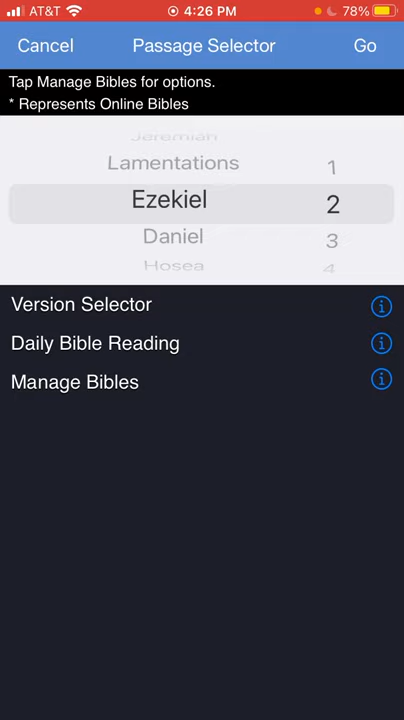 AT&T 4:26 PM 78%
Cancel Passage Selector Go
Tap Manage Bibles for options.
* Represents Online Bibles
Jeremiah
Lamentations 1
Ezekiel 2
Daniel 3
Hosea 4
Version Selector
Daily Bible Reading
Manage Bibles